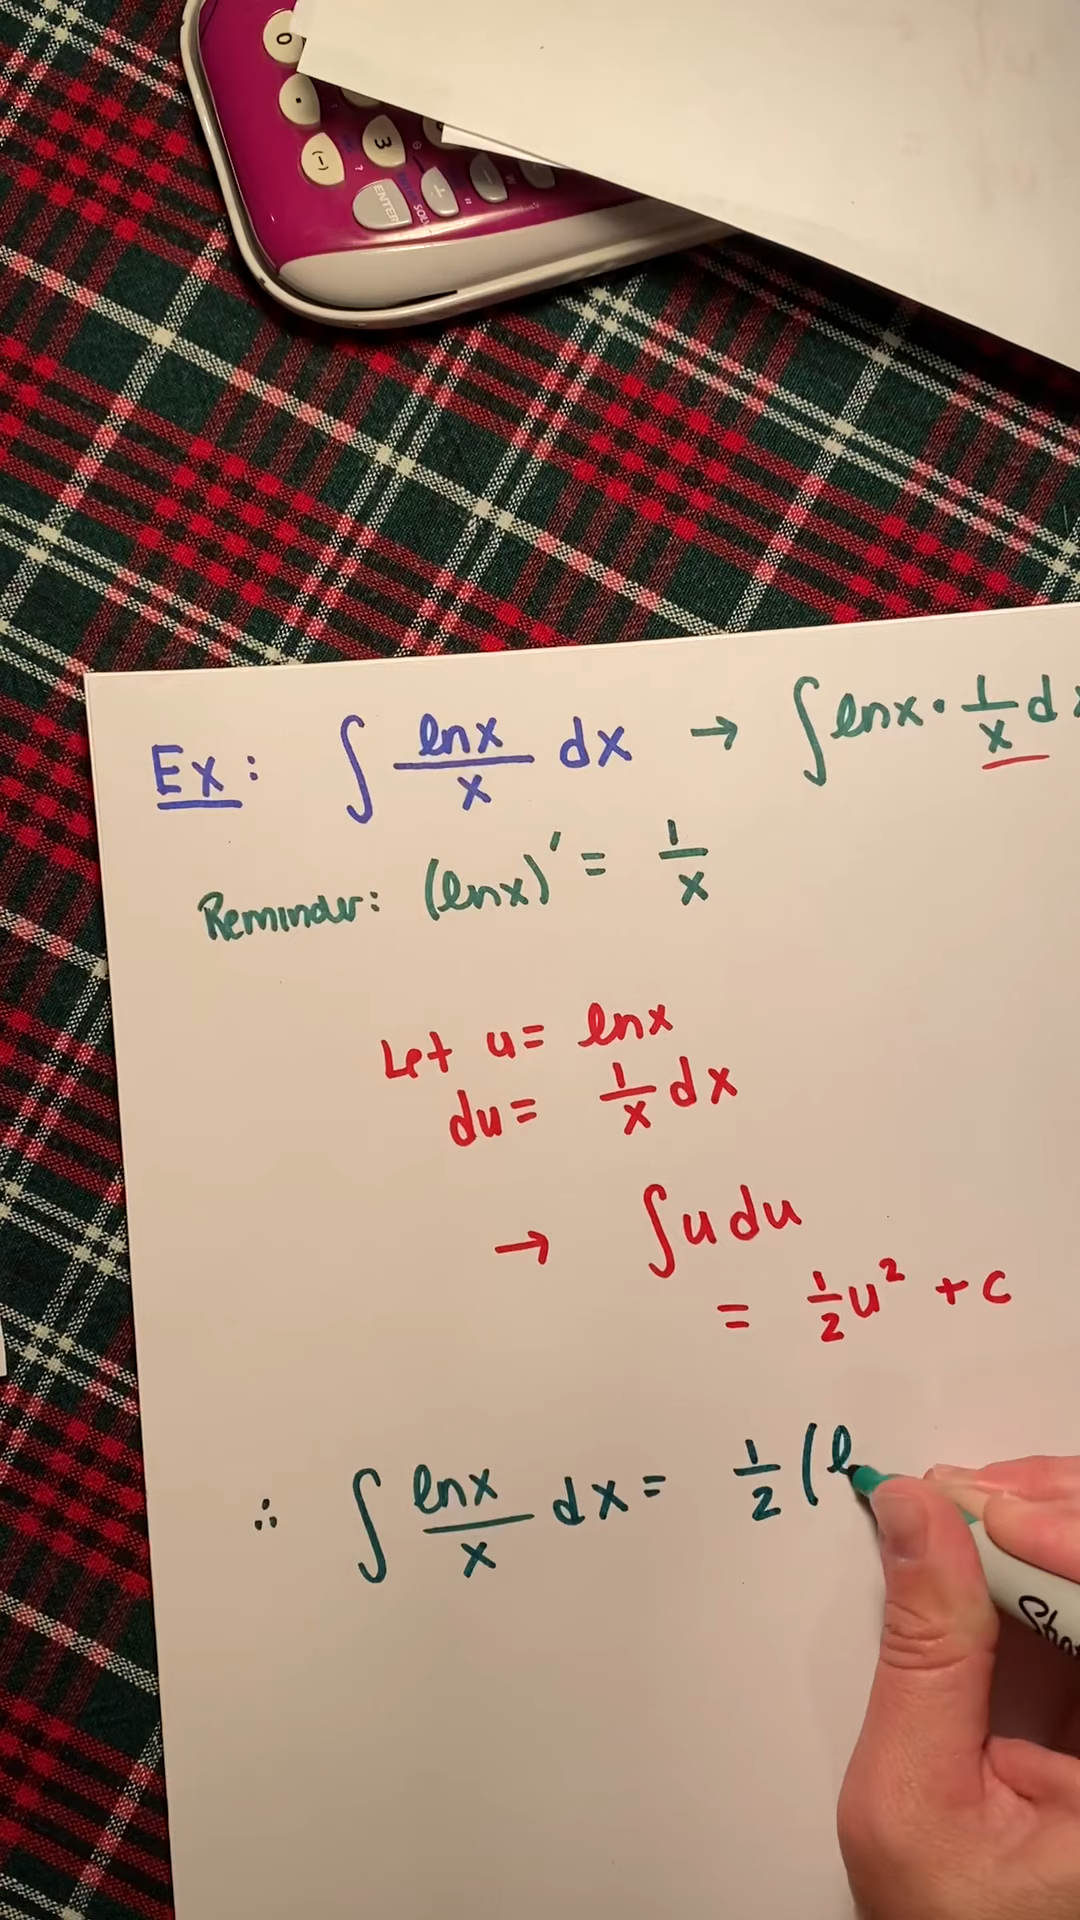 0
.
3
(-)
ENTER
Ex: ∫ lnx/x dx → ∫ lnx · 1/x d
Reminder: (lnx)' = 1/x
Let u = lnx
du = 1/x dx
→ ∫ u du
= 1/2 u² + c
∴ ∫ lnx/x dx = 1/2 (l